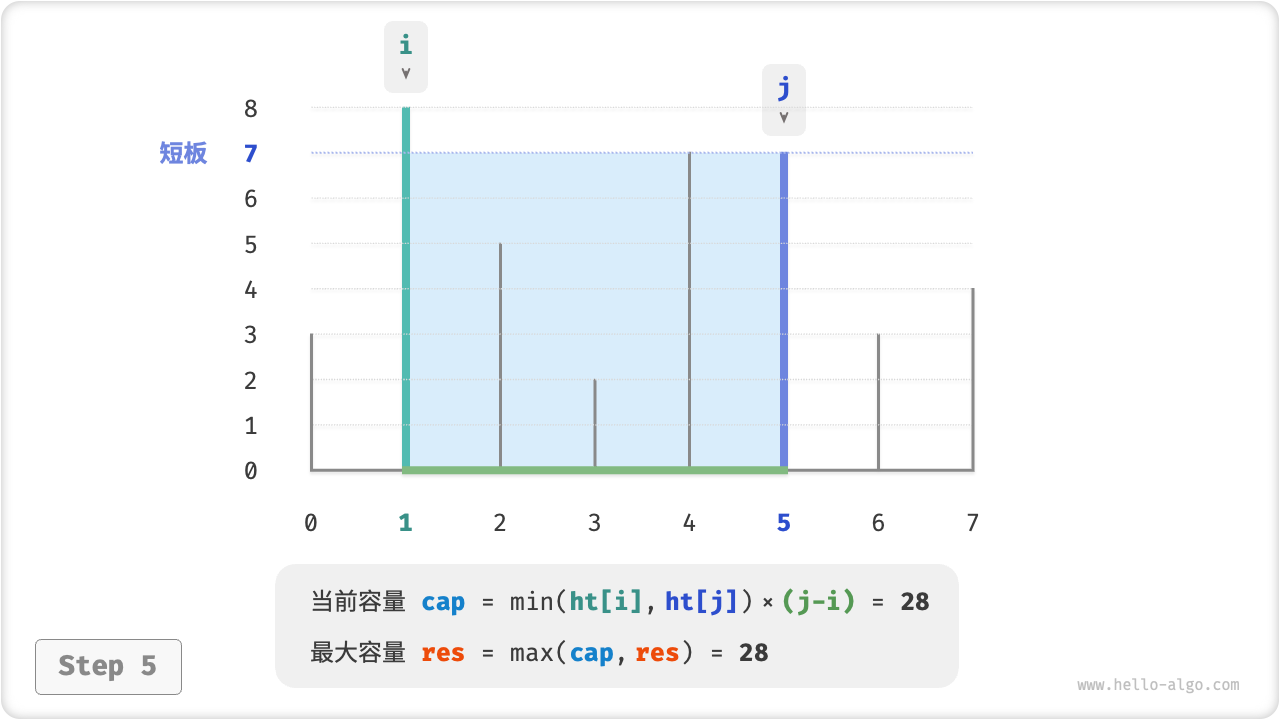 i
j
8
短板 7
6
5
4
3
2
1
0
0 1 2 3 4 5 6 7
当前容量 cap = min(ht[i],ht[j])×(j-i) = 28
最大容量 res = max(cap,res) = 28
Step 5
www.hello-algo.com